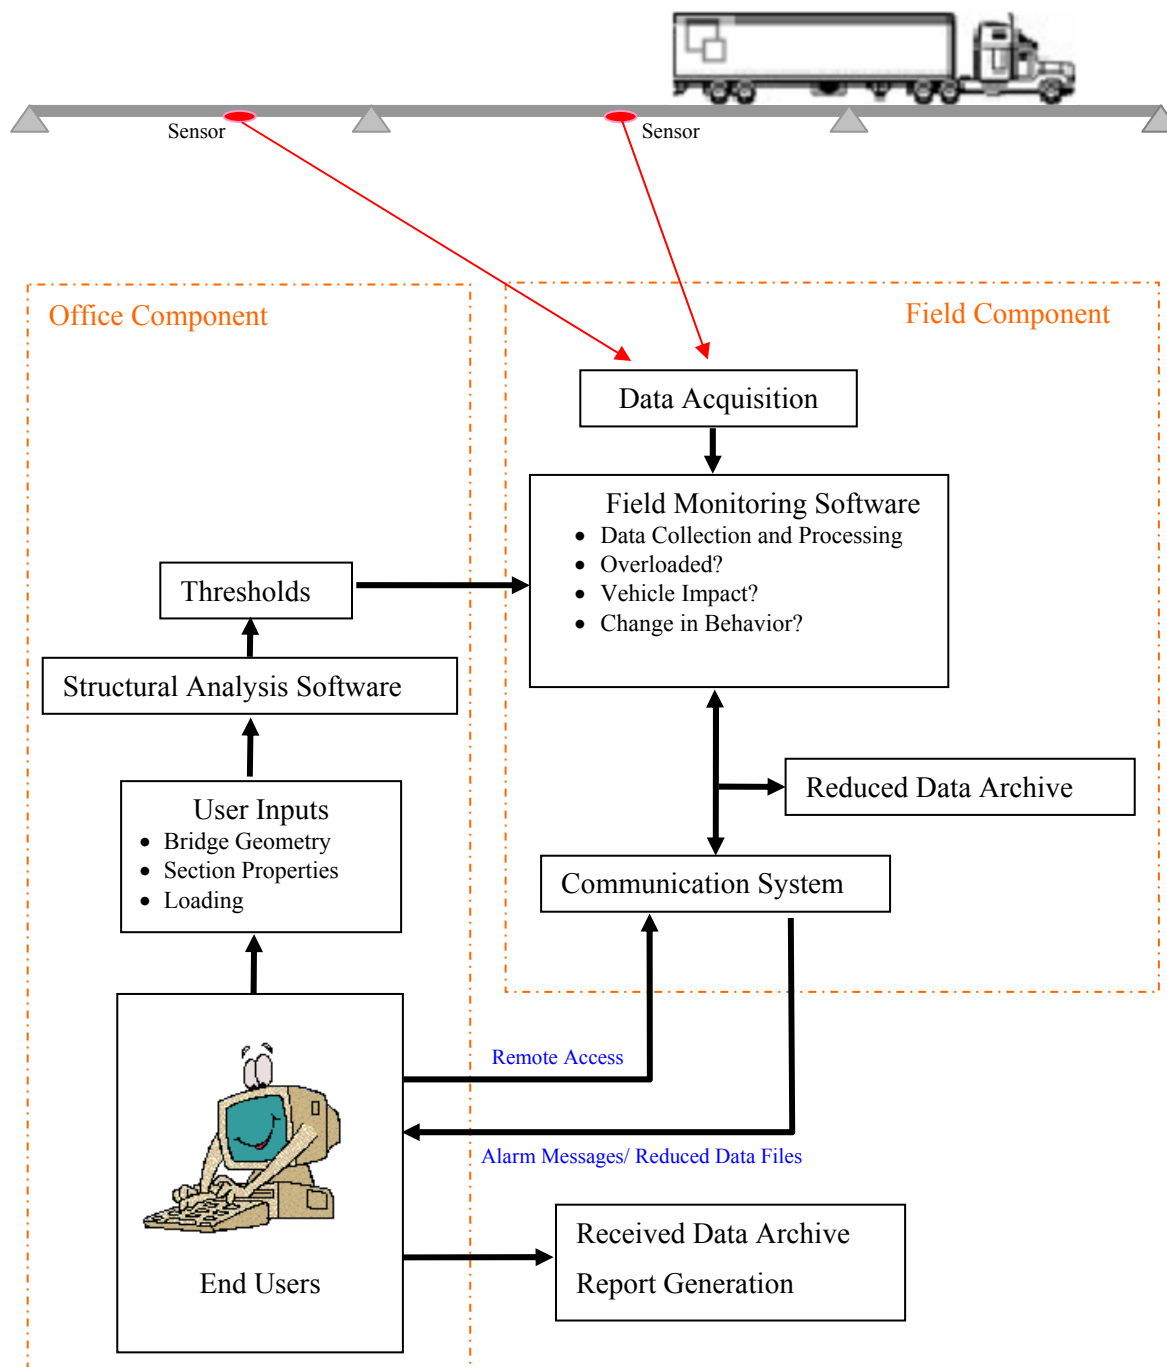 Sensor
Sensor
Office Component
Field Component
Data Acquisition
Field Monitoring Software
• Data Collection and Processing
• Overloaded?
• Vehicle Impact?
• Change in Behavior?
Thresholds
Structural Analysis Software
User Inputs
• Bridge Geometry
• Section Properties
• Loading
Reduced Data Archive
Communication System
Remote Access
Alarm Messages/ Reduced Data Files
End Users
Received Data Archive
Report Generation